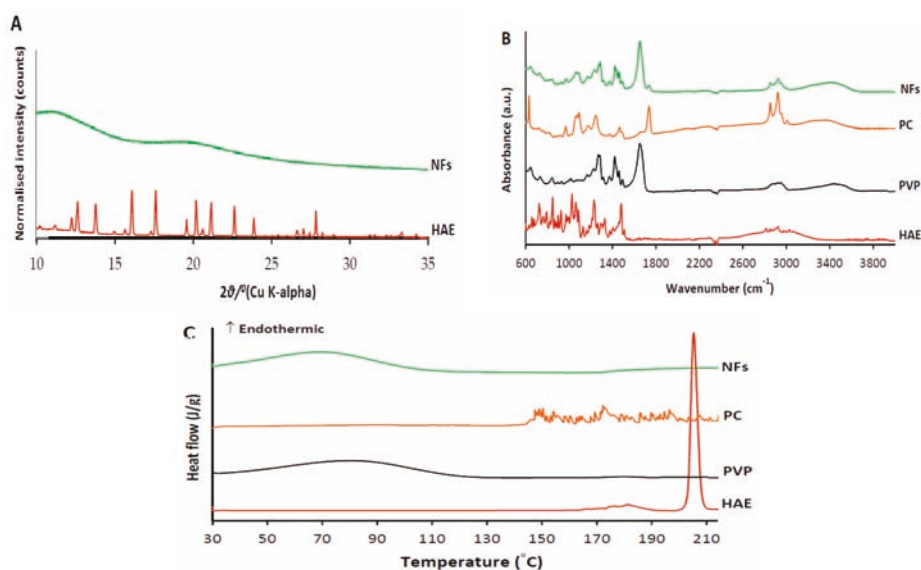 A
Normalised intensity (counts)
NFs
HAE
10 15 20 25 30 35
2ϑ/º(Cu K-alpha)
B
Absorbance (a.u.)
NFs
PC
PVP
HAE
600 1000 1400 1800 2200 2600 3000 3400 3800
Wavenumber (cm⁻¹)
C
↑ Endothermic
Heat flow (J/g)
NFs
PC
PVP
HAE
30 50 70 90 110 130 150 170 190 210
Temperature (°C)